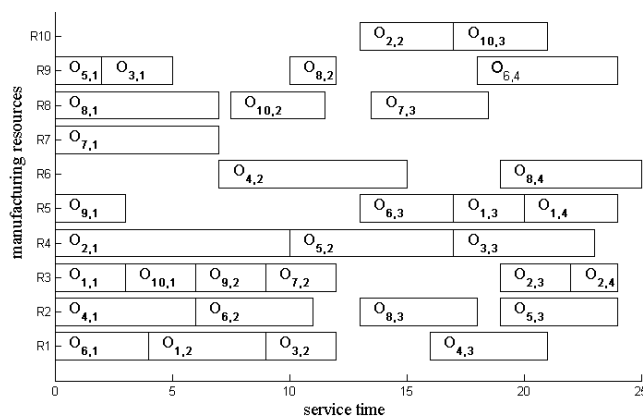 R10 O2,2 O10,3
R9 O5,1 O3,1 O8,2 O6,4
R8 O8,1 O10,2 O7,3
R7 O7,1
R6 O4,2 O8,4
R5 O9,1 O6,3 O1,3 O1,4
R4 O2,1 O5,2 O3,3
R3 O1,1 O10,1 O9,2 O7,2 O2,3 O2,4
R2 O4,1 O6,2 O8,3 O5,3
R1 O6,1 O1,2 O3,2 O4,3
0 5 10 15 20 25
service time
manufacturing resources